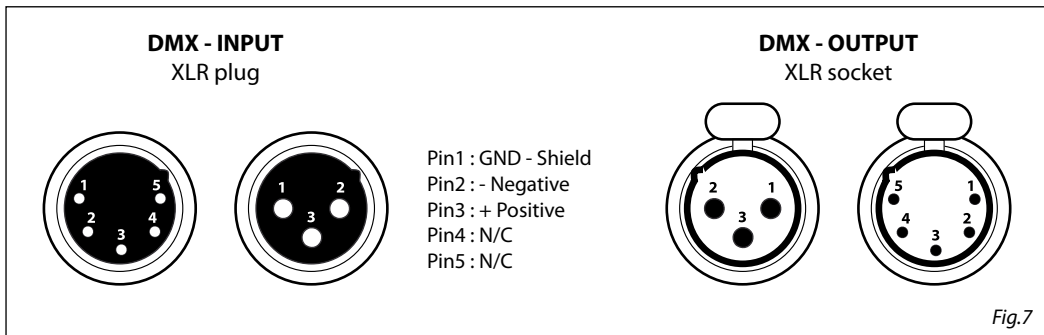 DMX - INPUT
XLR plug
DMX - OUTPUT
XLR socket
1 5
2 4
3
1 2
3
Pin1 : GND - Shield
Pin2 : - Negative
Pin3 : + Positive
Pin4 : N/C
Pin5 : N/C
2 1
3
5 1
4 2
3
Fig.7